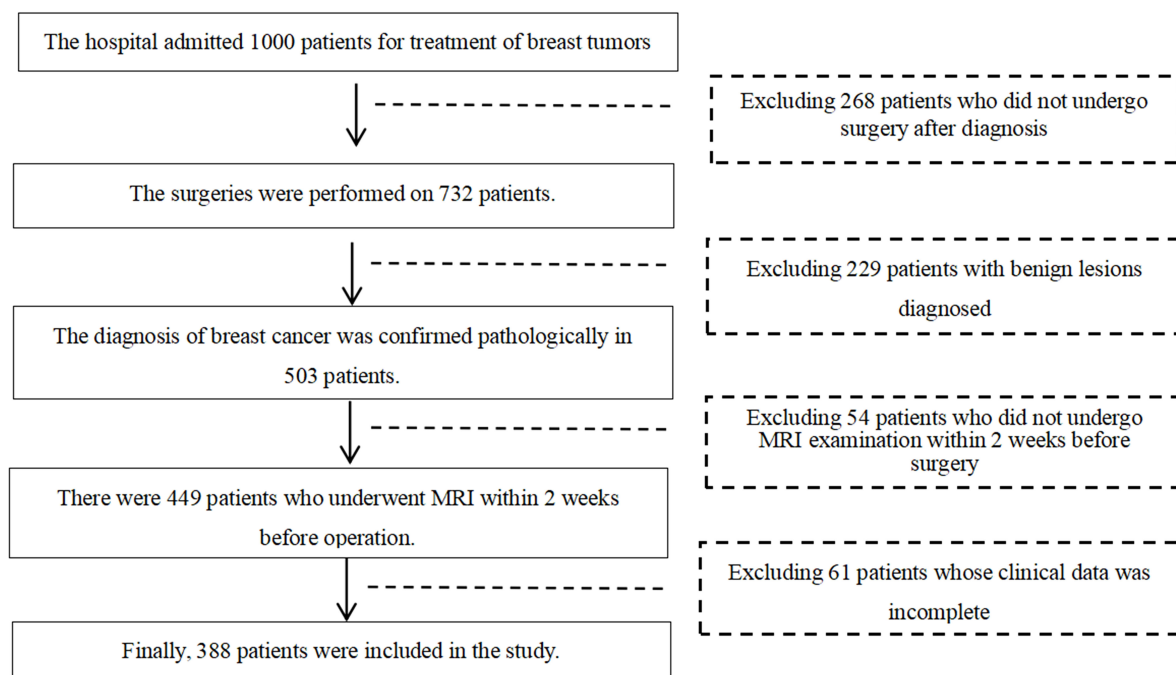 The hospital admitted 1000 patients for treatment of breast tumors
Excluding 268 patients who did not undergo
surgery after diagnosis
The surgeries were performed on 732 patients.
Excluding 229 patients with benign lesions
diagnosed
The diagnosis of breast cancer was confirmed pathologically in
503 patients.
Excluding 54 patients who did not undergo
MRI examination within 2 weeks before
surgery
There were 449 patients who underwent MRI within 2 weeks
before operation.
Excluding 61 patients whose clinical data was
incomplete
Finally, 388 patients were included in the study.